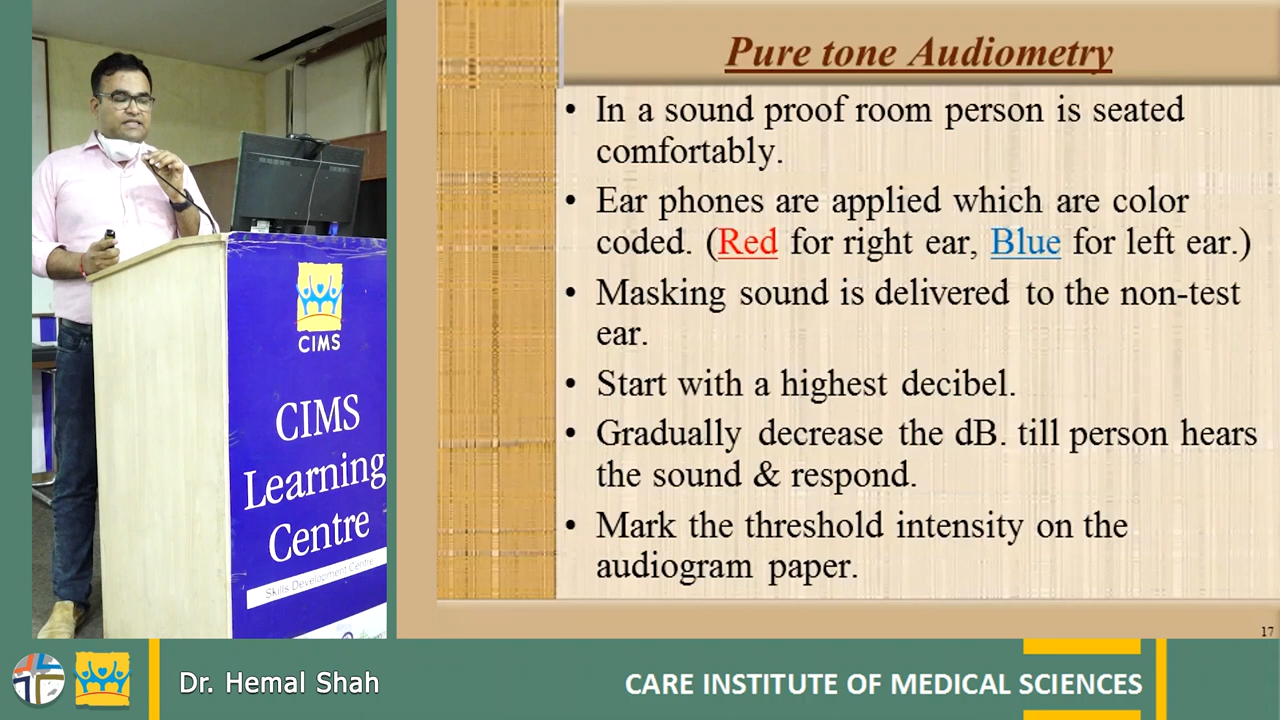 Pure tone Audiometry
• In a sound proof room person is seated
comfortably.
• Ear phones are applied which are color
coded. (Red for right ear, Blue for left ear.)
• Masking sound is delivered to the non-test
ear.
• Start with a highest decibel.
• Gradually decrease the dB. till person hears
the sound & respond.
• Mark the threshold intensity on the
audiogram paper.
17
CIMS
CIMS
Learning
Centre
Skills Development Centre
Dr. Hemal Shah
CARE INSTITUTE OF MEDICAL SCIENCES